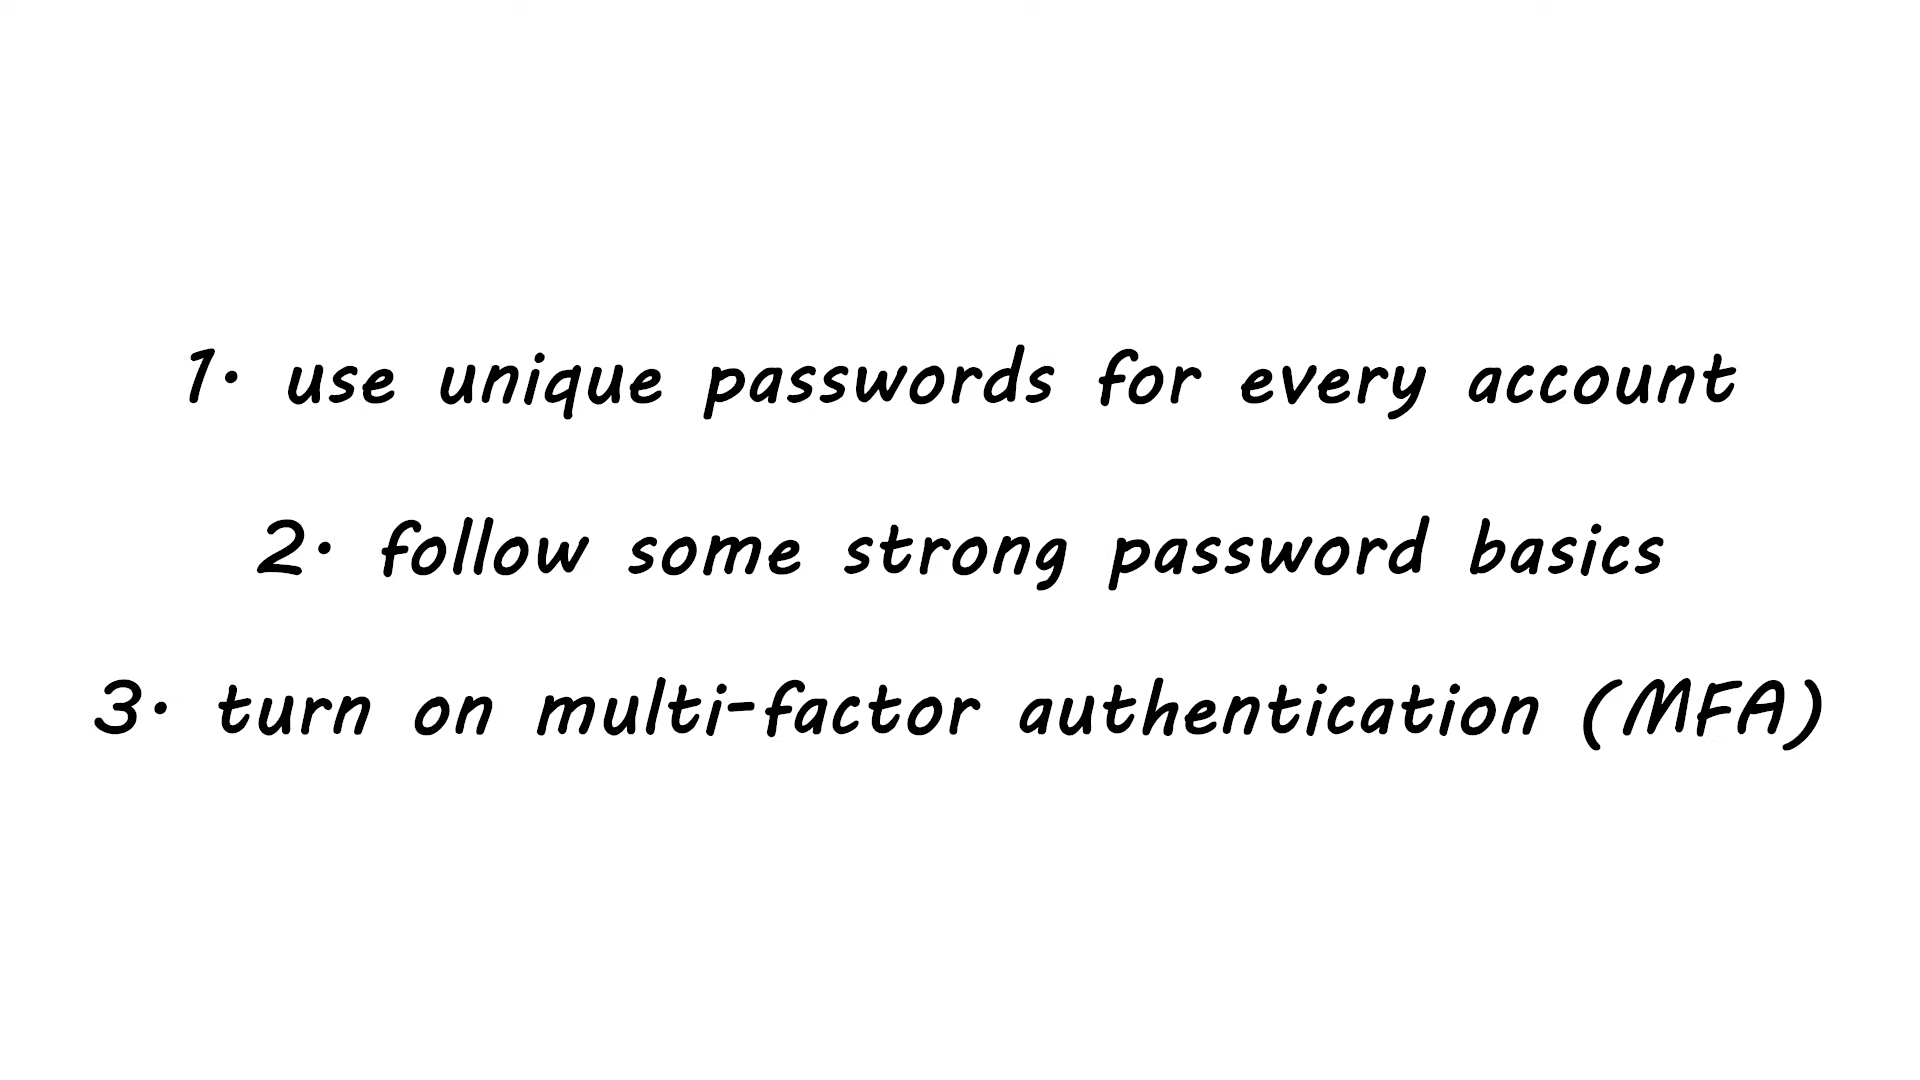 1. use unique passwords for every account
2. follow some strong password basics
3. turn on multi-factor authentication (MFA)